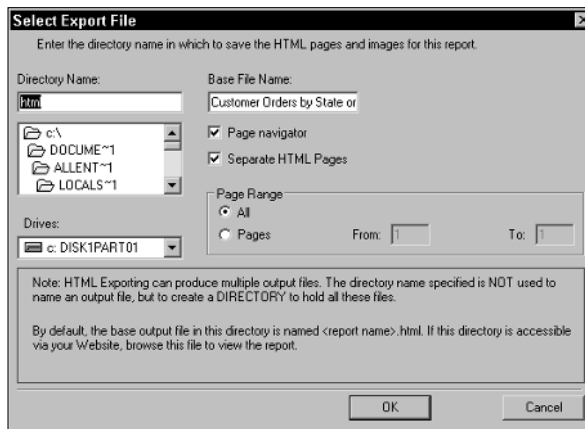 Select Export File
Enter the directory name in which to save the HTML pages and images for this report.
Directory Name:
html
c:\
DOCUME~1
ALLENT~1
LOCALS~1
Drives:
c: DISK1PART01
Base File Name:
Customer Orders by State or
Page navigator
Separate HTML Pages
Page Range
All
Pages
From: 1
To: 1
Note: HTML Exporting can produce multiple output files. The directory name specified is NOT used to
name an output file, but to create a DIRECTORY to hold all these files.
By default, the base output file in this directory is named <report name>.html. If this directory is accessible
via your Website, browse this file to view the report.
OK
Cancel